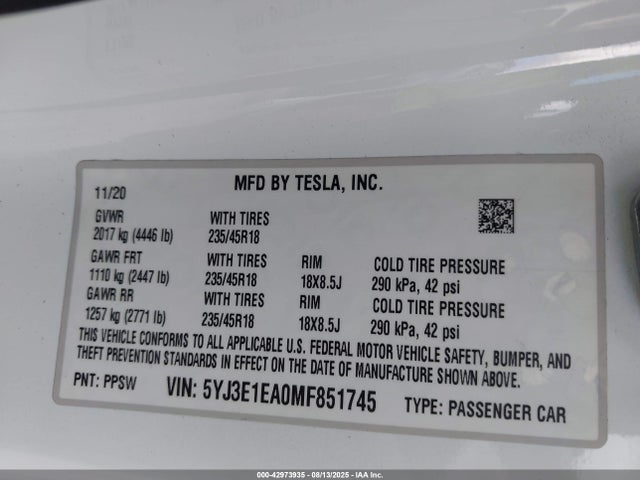 MFD BY TESLA, INC.
11/20
GVWR WITH TIRES
2017 kg (4446 lb) 235/45R18
GAWR FRT WITH TIRES RIM COLD TIRE PRESSURE
1110 kg (2447 lb) 235/45R18 18X8.5J 290 kPa, 42 psi
GAWR RR WITH TIRES RIM COLD TIRE PRESSURE
1257 kg (2771 lb) 235/45R18 18X8.5J 290 kPa, 42 psi
THIS VEHICLE CONFORMS TO ALL APPLICABLE U.S. FEDERAL MOTOR VEHICLE SAFETY, BUMPER, AND
THEFT PREVENTION STANDARDS IN EFFECT ON THE DATE OF MANUFACTURE SHOWN ABOVE.
PNT: PPSW VIN: 5YJ3E1EA0MF851745 TYPE: PASSENGER CAR
000-42973935 - 08/13/2025 - IAA Inc.